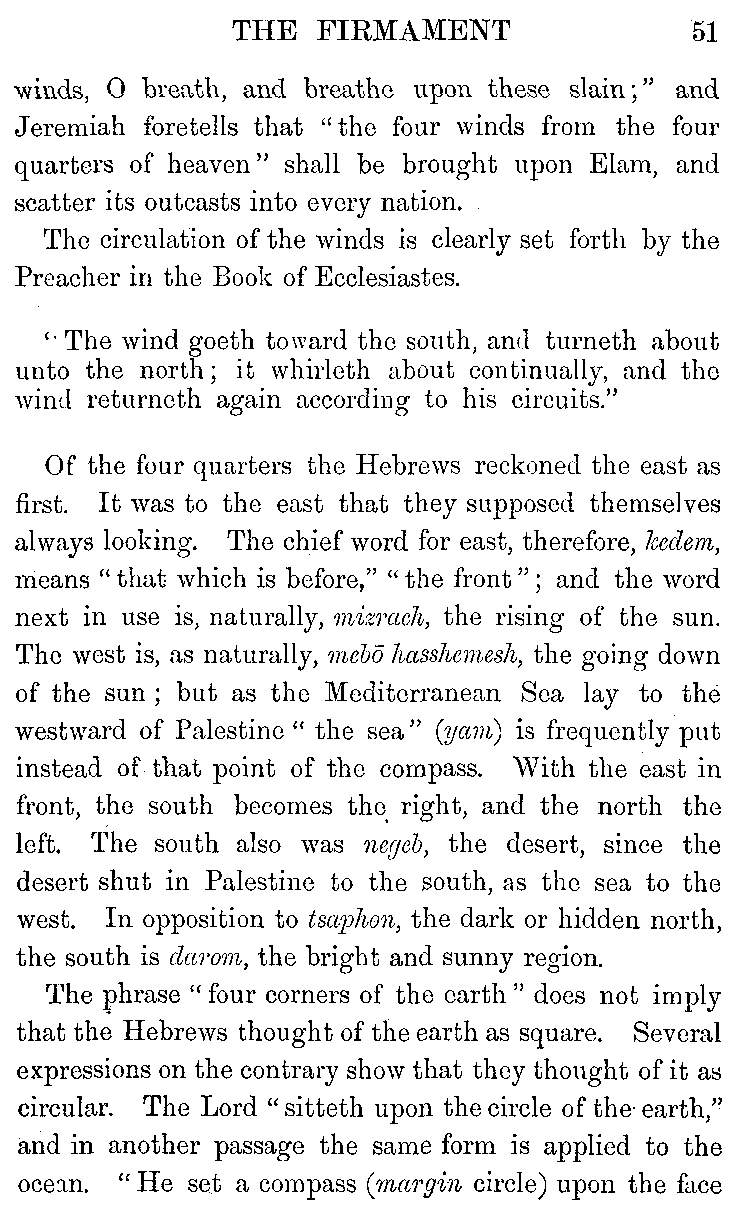 THE FIRMAMENT 51
winds, O breath, and breathe upon these slain;" and
Jeremiah foretells that "the four winds from the four
quarters of heaven" shall be brought upon Elam, and
scatter its outcasts into every nation.
The circulation of the winds is clearly set forth by the
Preacher in the Book of Ecclesiastes.
"The wind goeth toward the south, and turneth about
unto the north; it whirleth about continually, and the
wind returneth again according to his circuits."
Of the four quarters the Hebrews reckoned the east as
first. It was to the east that they supposed themselves
always looking. The chief word for east, therefore, kedem,
means "that which is before," "the front"; and the word
next in use is, naturally, mizrach, the rising of the sun.
The west is, as naturally, mebō hasshemesh, the going down
of the sun; but as the Mediterranean Sea lay to the
westward of Palestine "the sea" (yam) is frequently put
instead of that point of the compass. With the east in
front, the south becomes the right, and the north the
left. The south also was negeb, the desert, since the
desert shut in Palestine to the south, as the sea to the
west. In opposition to tsaphon, the dark or hidden north,
the south is darom, the bright and sunny region.
The phrase "four corners of the earth" does not imply
that the Hebrews thought of the earth as square. Several
expressions on the contrary show that they thought of it as
circular. The Lord "sitteth upon the circle of the earth,"
and in another passage the same form is applied to the
ocean. "He set a compass (margin circle) upon the face